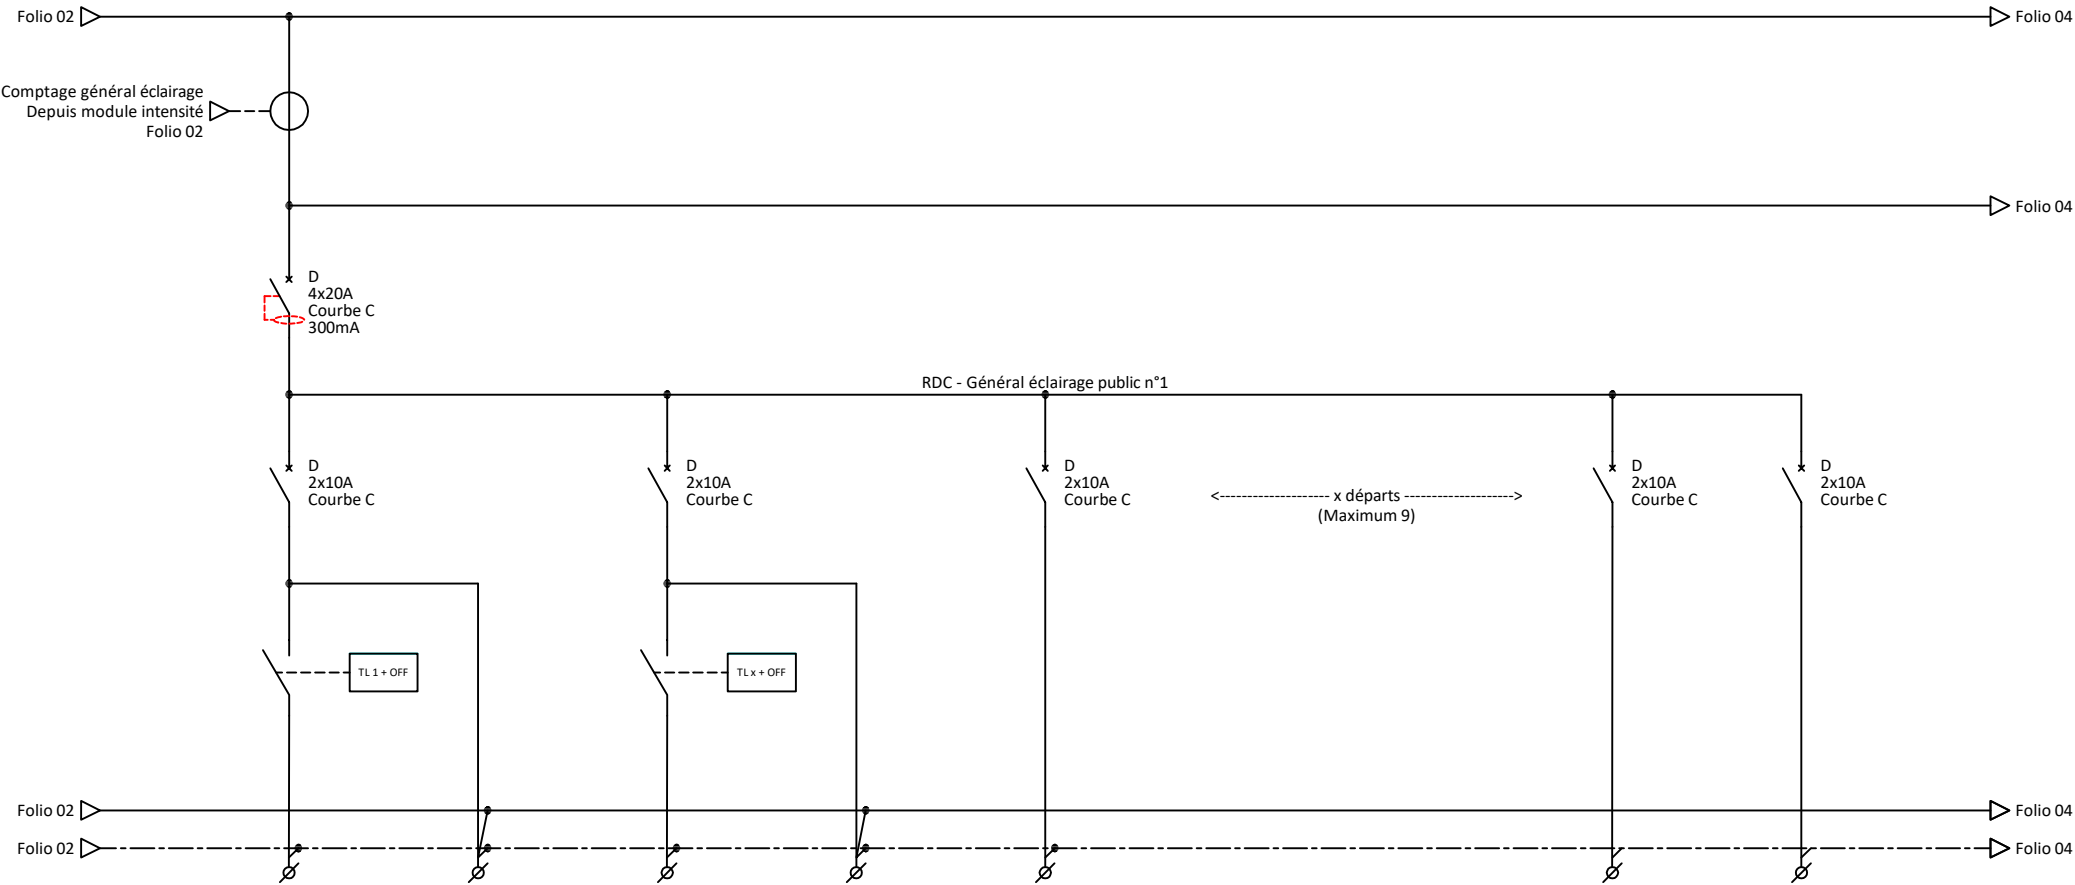 Folio 02
Folio 04
Comptage général éclairage
Depuis module intensité
Folio 02
Folio 04
D
4x20A
Courbe C
300mA
RDC - Général éclairage public n°1
D
2x10A
Courbe C
D
2x10A
Courbe C
D
2x10A
Courbe C
<-------------------- x départs -------------------->
(Maximum 9)
D
2x10A
Courbe C
D
2x10A
Courbe C
TL 1 + OFF
TL x + OFF
Folio 02
Folio 04
Folio 02
Folio 04